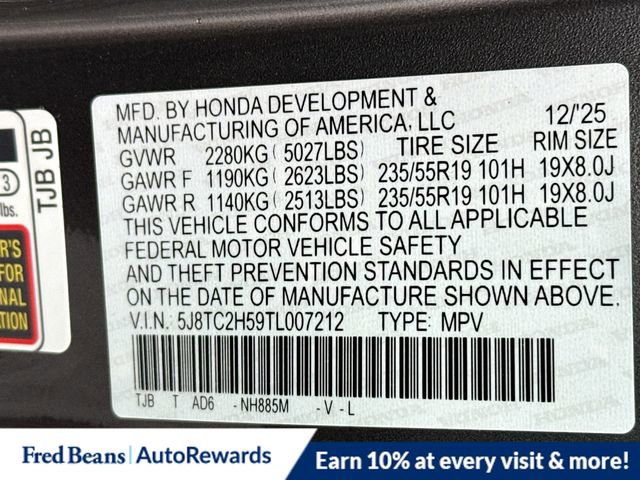 MFD. BY HONDA DEVELOPMENT &
MANUFACTURING OF AMERICA, LLC 12/'25
GVWR 2280KG ( 5027LBS) TIRE SIZE RIM SIZE
GAWR F 1190KG ( 2623LBS) 235/55R19 101H 19X8.0J
GAWR R 1140KG ( 2513LBS) 235/55R19 101H 19X8.0J
THIS VEHICLE CONFORMS TO ALL APPLICABLE
FEDERAL MOTOR VEHICLE SAFETY
AND THEFT PREVENTION STANDARDS IN EFFECT
ON DATE OF MANUFACTURE SHOWN ABOVE.
V.I.N.: 5J8TC2H59TL007212 TYPE: MPV
TJB T AD6 -NH885M -V-L
TJB JB
3
lbs.
Fred Beans | AutoRewards
Earn 10% at every visit & more!